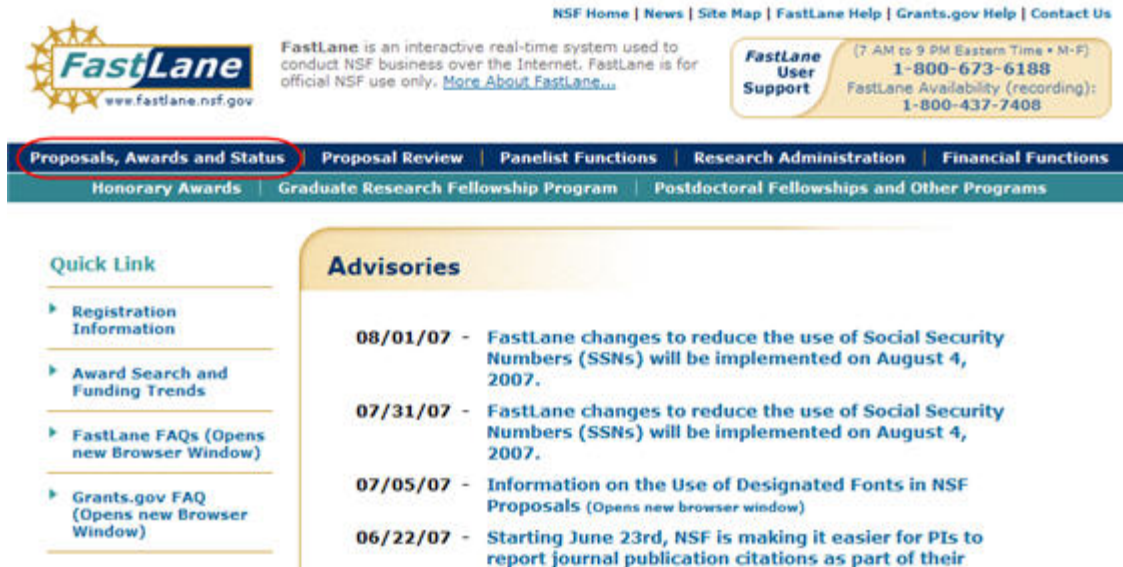 NSF Home | News | Site Map | FastLane Help | Grants.gov Help | Contact Us
FastLane
www.fastlane.nsf.gov
FastLane is an interactive real-time system used to
conduct NSF business over the Internet. FastLane is for
official NSF use only. More About FastLane...
FastLane
User
Support
(7 AM to 9 PM Eastern Time • M-F)
1-800-673-6188
FastLane Availability (recording):
1-800-437-7408
Proposals, Awards and Status | Proposal Review | Panelist Functions | Research Administration | Financial Functions
Honorary Awards | Graduate Research Fellowship Program | Postdoctoral Fellowships and Other Programs
Quick Link
Registration
Information
Award Search and
Funding Trends
FastLane FAQs (Opens
new Browser Window)
Grants.gov FAQ
(Opens new Browser
Window)
Advisories
08/01/07 - FastLane changes to reduce the use of Social Security
Numbers (SSNs) will be implemented on August 4,
2007.
07/31/07 - FastLane changes to reduce the use of Social Security
Numbers (SSNs) will be implemented on August 4,
2007.
07/05/07 - Information on the Use of Designated Fonts in NSF
Proposals (Opens new browser window)
06/22/07 - Starting June 23rd, NSF is making it easier for PIs to
report journal publication citations as part of their